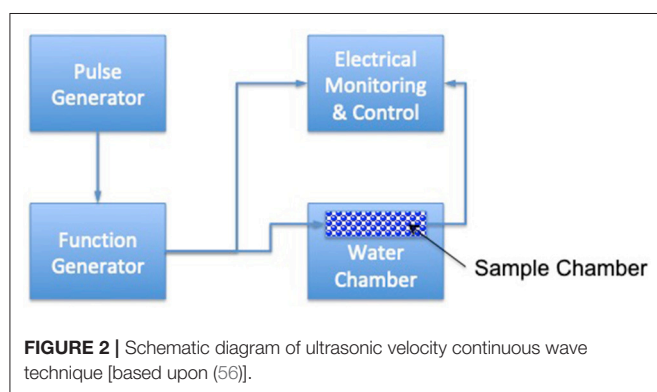 Pulse
Generator
Electrical
Monitoring
& Control
Function
Generator
Water
Chamber
Sample Chamber
FIGURE 2 | Schematic diagram of ultrasonic velocity continuous wave
technique [based upon (56)].